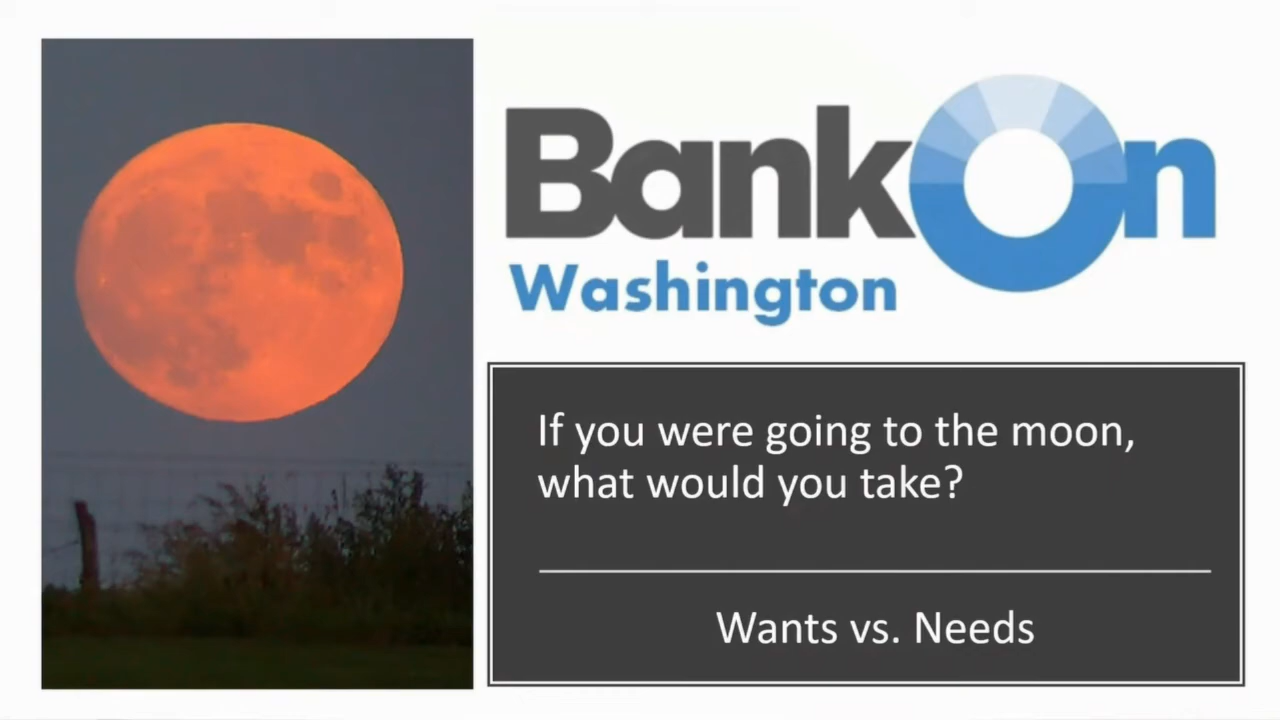 BankOn
Washington
If you were going to the moon,
what would you take?
Wants vs. Needs